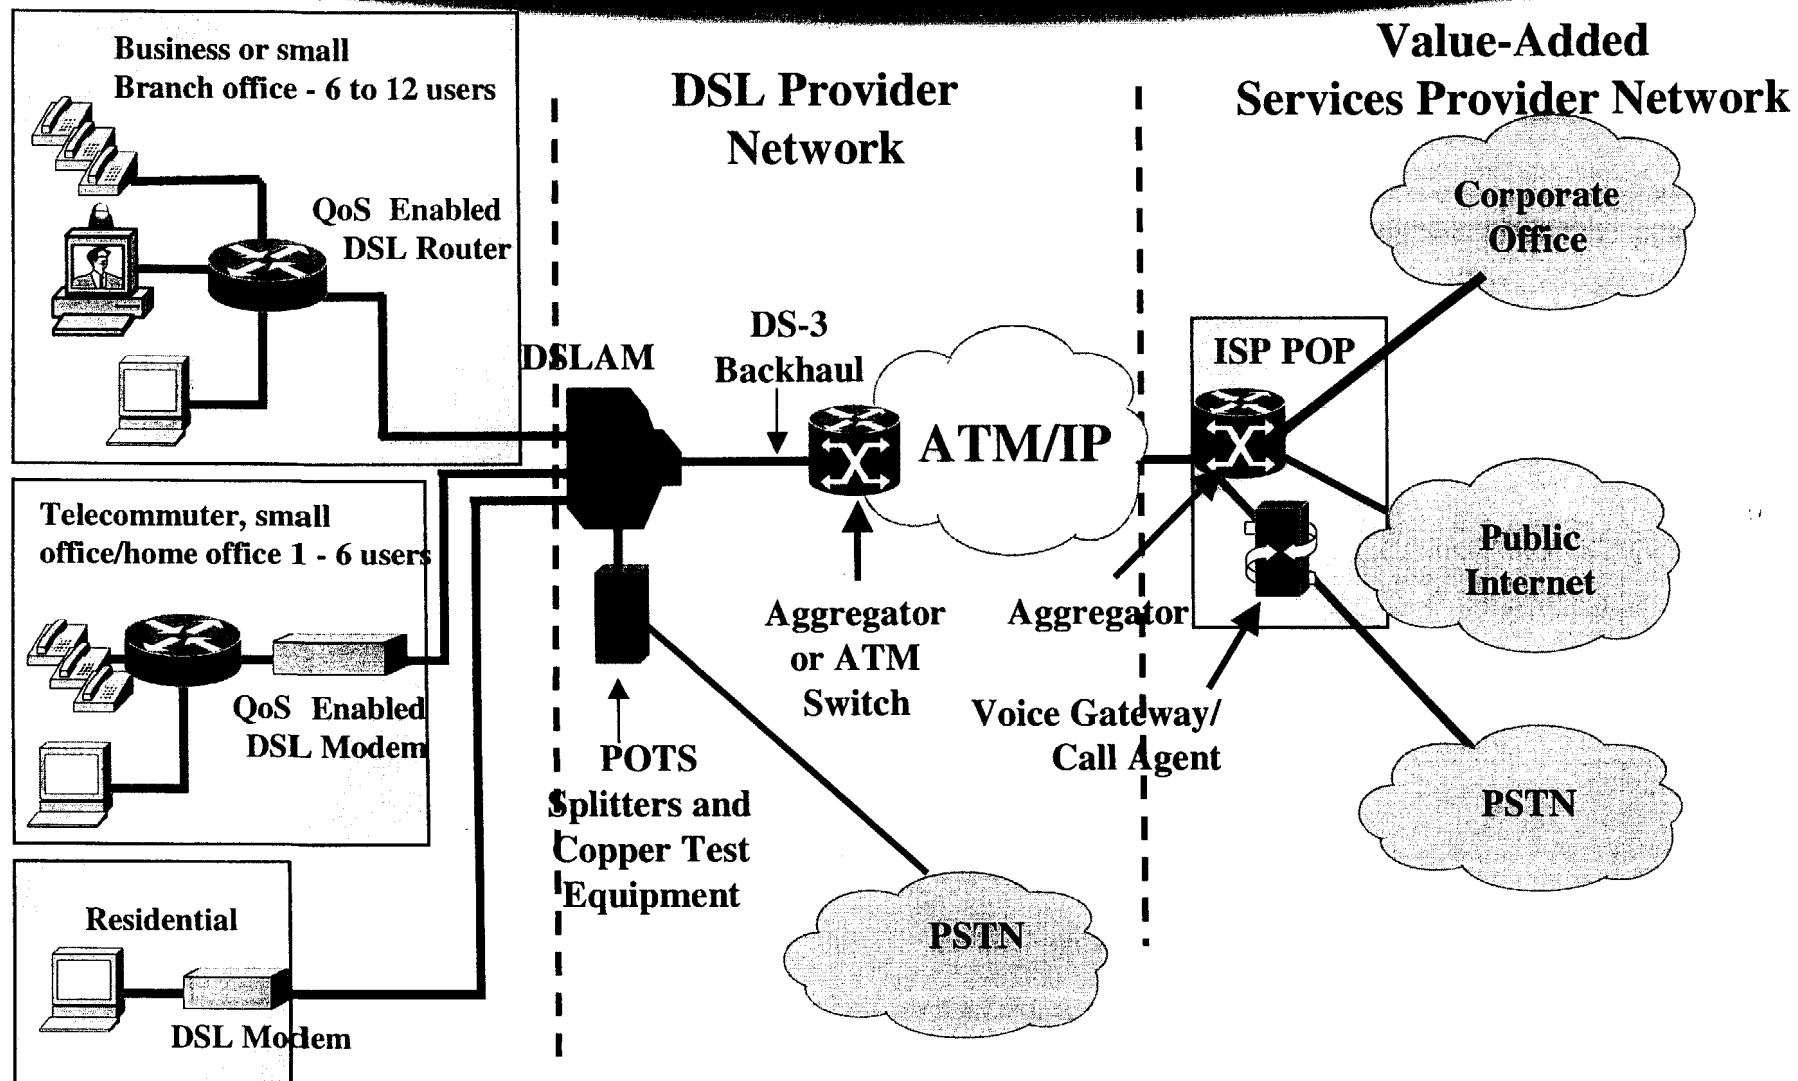 Business or small
Branch office - 6 to 12 users
QoS Enabled
DSL Router
Telecommuter, small
office/home office 1 - 6 users
QoS Enabled
DSL Modem
Residential
DSL Modem
DSL Provider
Network
DSLAM
DS-3
Backhaul
ATM/IP
Aggregator
or ATM
Switch
POTS
Splitters and
Copper Test
Equipment
PSTN
Value-Added
Services Provider Network
Corporate
Office
ISP POP
Aggregator
Public
Internet
Voice Gateway/
Call Agent
PSTN